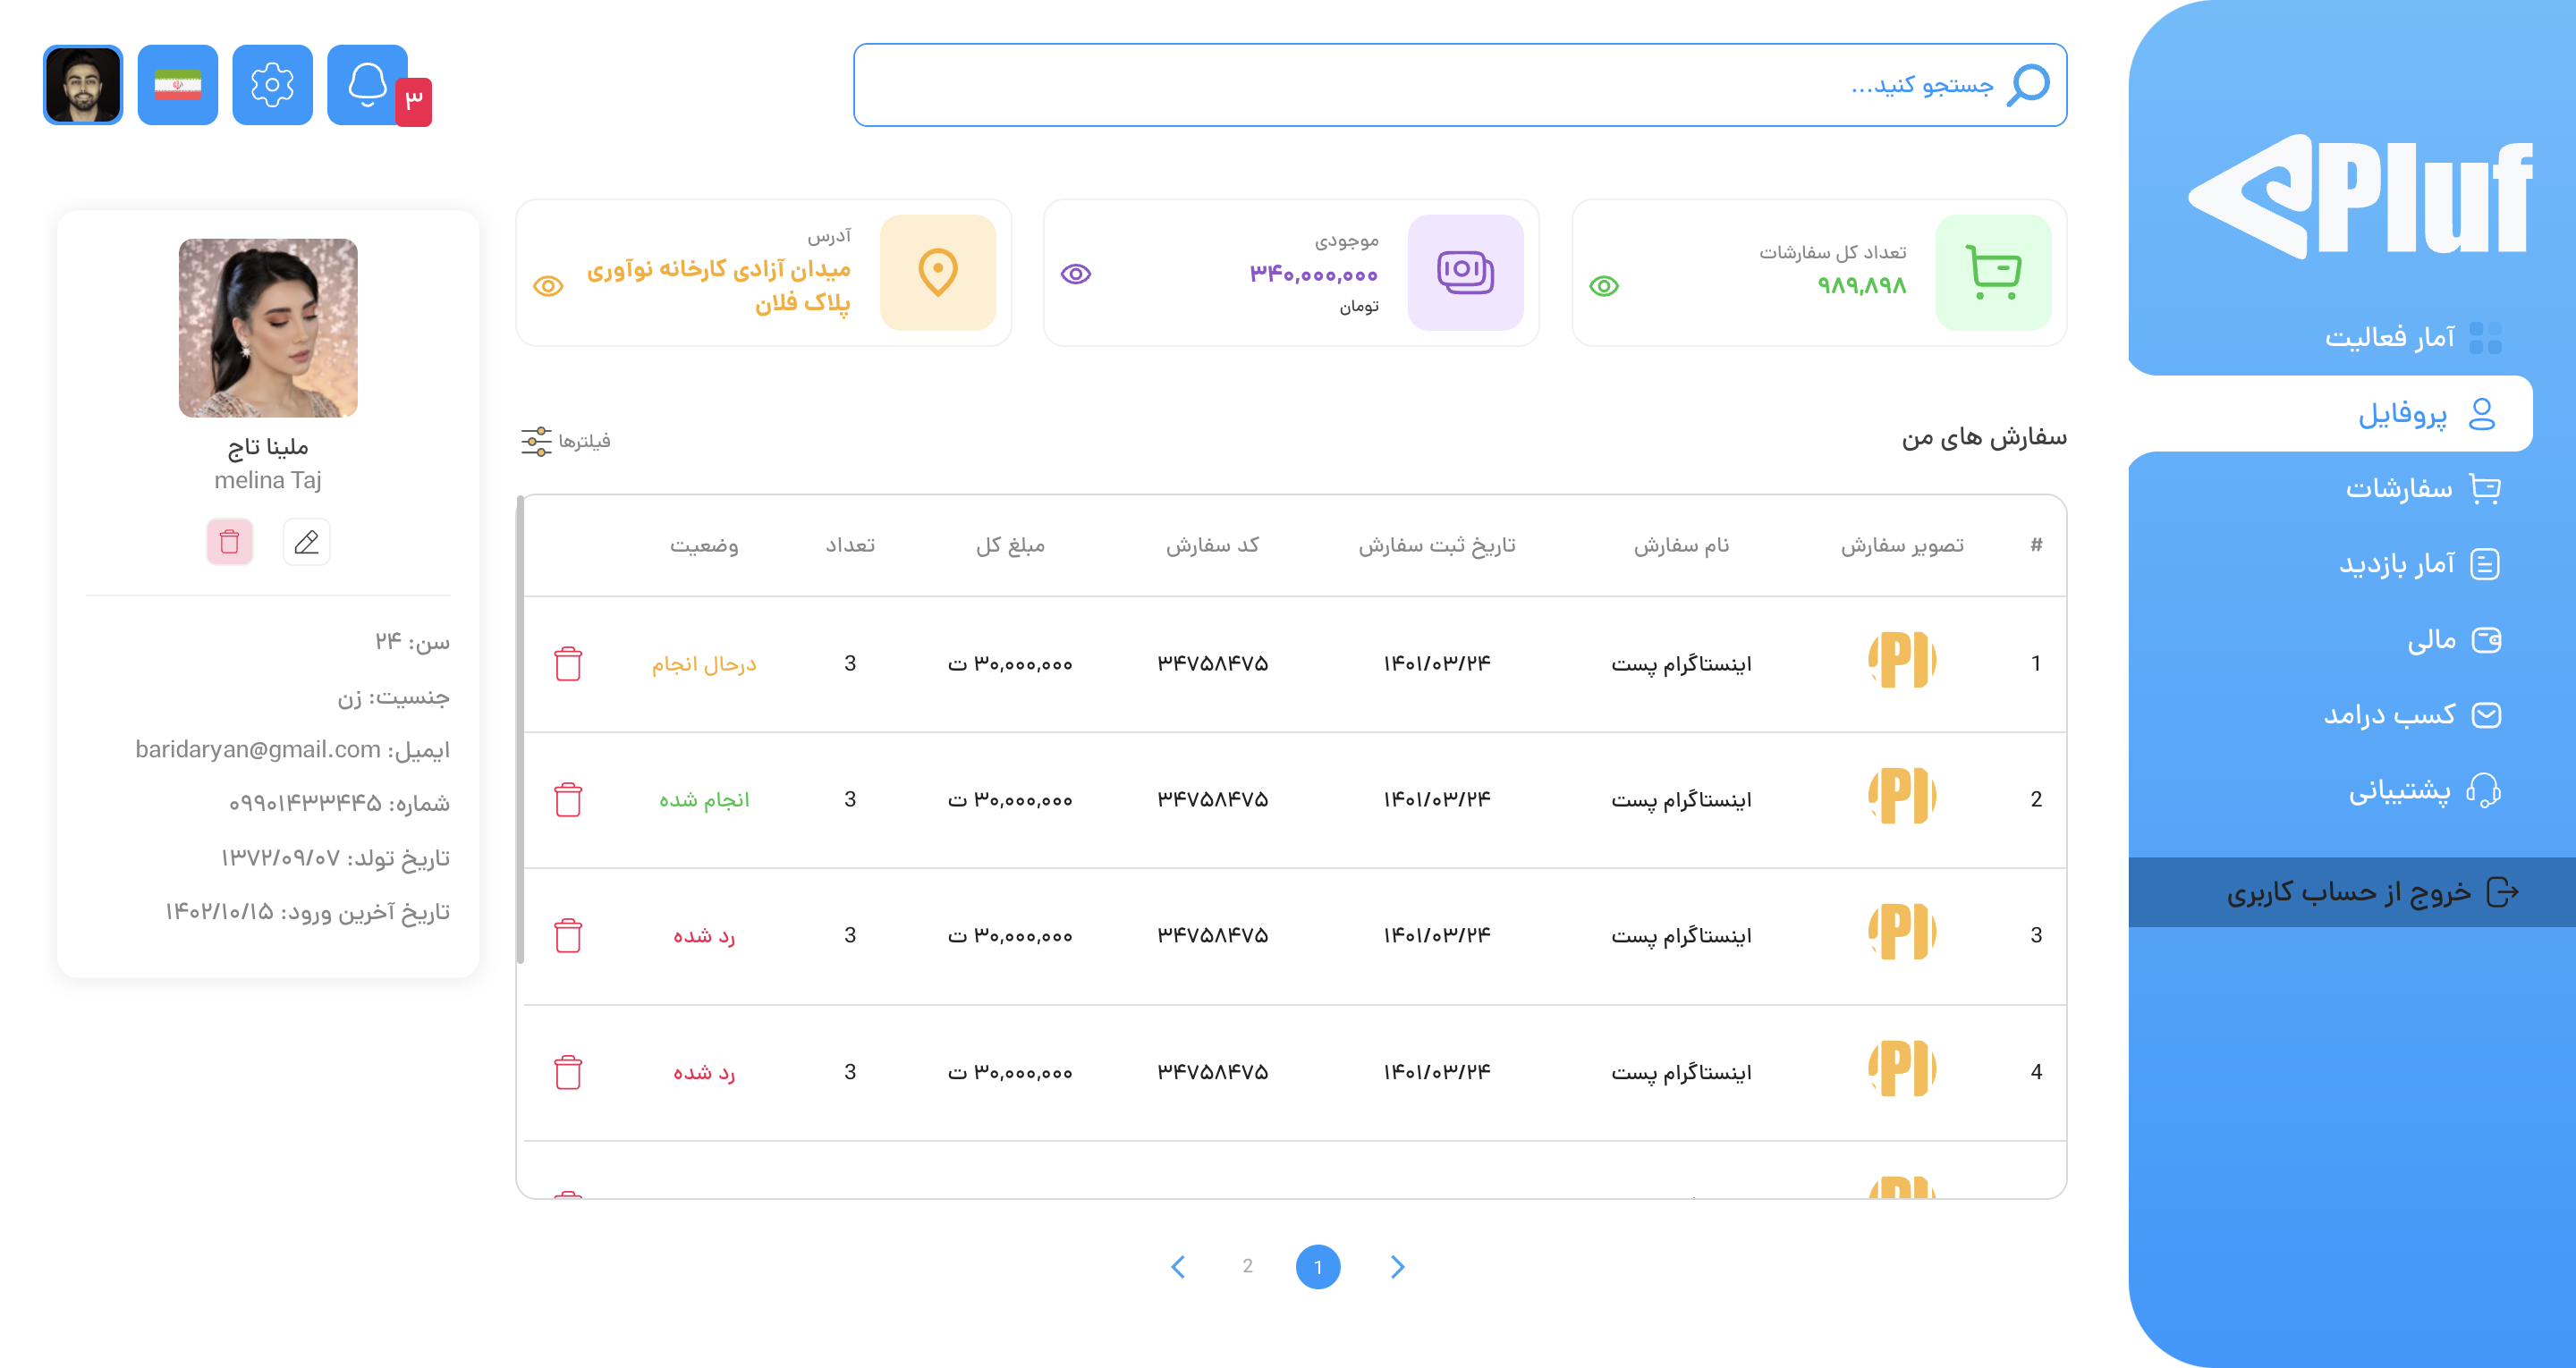 Pluf
آمار فعالیت
پروفایل
سفارشات
آمار بازدید
مالی
کسب درامد
پشتیبانی
خروج از حساب کاربری
جستجو کنید...
۳
تعداد کل سفارشات
۹۸۹,۸۹۸
موجودی
۳۴۰,۰۰۰,۰۰۰
تومان
آدرس
میدان آزادی کارخانه نوآوری
پلاک فلان
سفارش های من
فیلترها
# تصویر سفارش نام سفارش تاریخ ثبت سفارش کد سفارش مبلغ کل تعداد وضعیت
1 PI اینستاگرام پست ۱۴۰۱/۰۳/۲۴ ۳۴۷۵۸۴۷۵ ۳۰,۰۰۰,۰۰۰ ت 3 درحال انجام
2 PI اینستاگرام پست ۱۴۰۱/۰۳/۲۴ ۳۴۷۵۸۴۷۵ ۳۰,۰۰۰,۰۰۰ ت 3 انجام شده
3 PI اینستاگرام پست ۱۴۰۱/۰۳/۲۴ ۳۴۷۵۸۴۷۵ ۳۰,۰۰۰,۰۰۰ ت 3 رد شده
4 PI اینستاگرام پست ۱۴۰۱/۰۳/۲۴ ۳۴۷۵۸۴۷۵ ۳۰,۰۰۰,۰۰۰ ت 3 رد شده
1 2
ملینا تاج
melina Taj
سن: ۲۴
جنسیت: زن
ایمیل: baridaryan@gmail.com
شماره: ۰۹۹۰۱۴۳۳۴۴۵
تاریخ تولد: ۱۳۷۲/۰۹/۰۷
تاریخ آخرین ورود: ۱۴۰۲/۱۰/۱۵